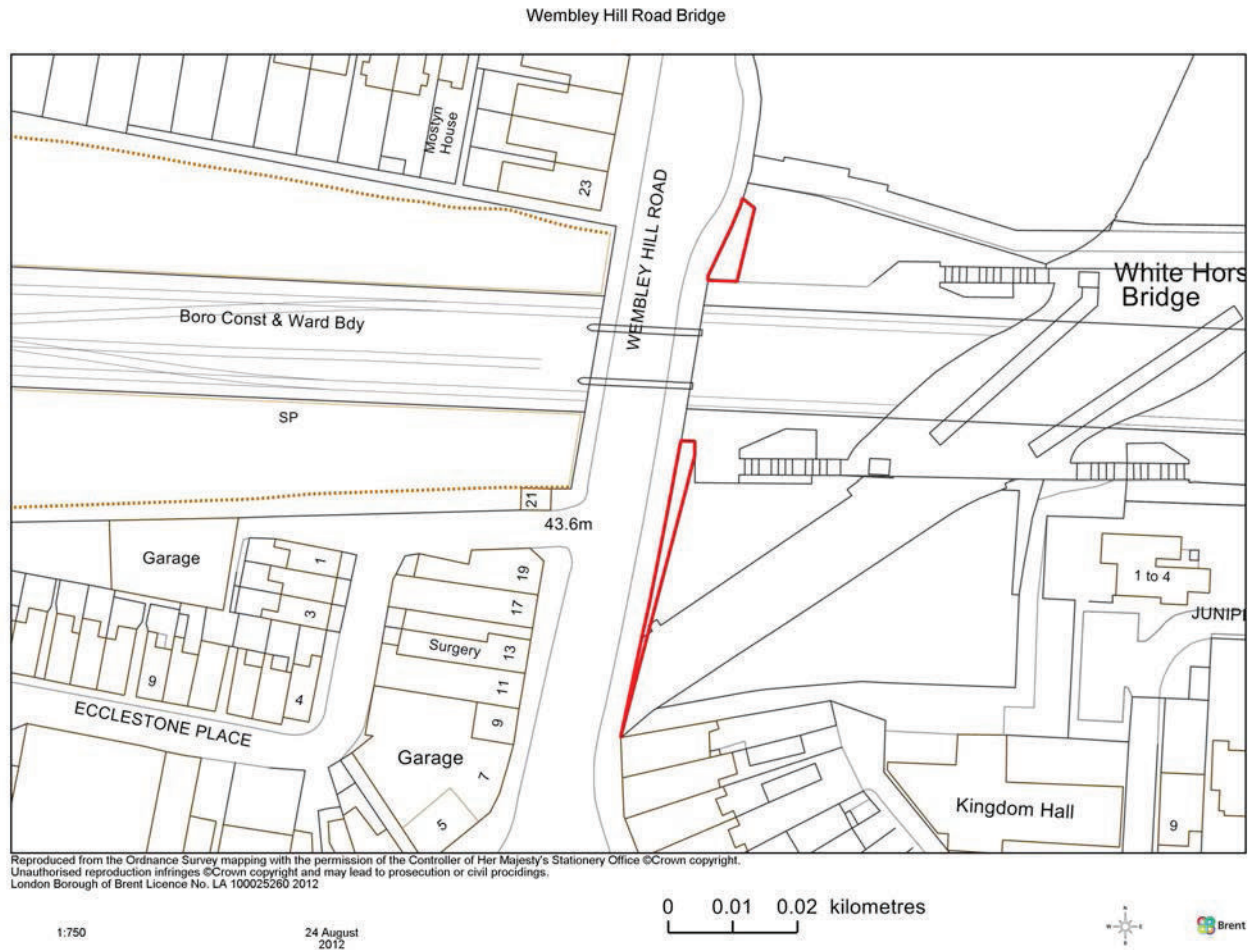 Wembley Hill Road Bridge
Mostyn
House
23
WEMBLEY HILL ROAD
White Hors
Bridge
Boro Const & Ward Bdy
SP
21
43.6m
Garage
1
3
19
17
Surgery
13
11
9
7
5
Garage
9
4
ECCLESTONE PLACE
1 to 4
JUNIP
Kingdom Hall
9
Reproduced from the Ordnance Survey mapping with the permission of the Controller of Her Majesty's Stationery Office ©Crown copyright.
Unauthorised reproduction infringes ©Crown copyright and may lead to prosecution or civil procidings.
London Borough of Brent Licence No. LA 100025260 2012
1:750
24 August
2012
0 0.01 0.02 kilometres
Brent